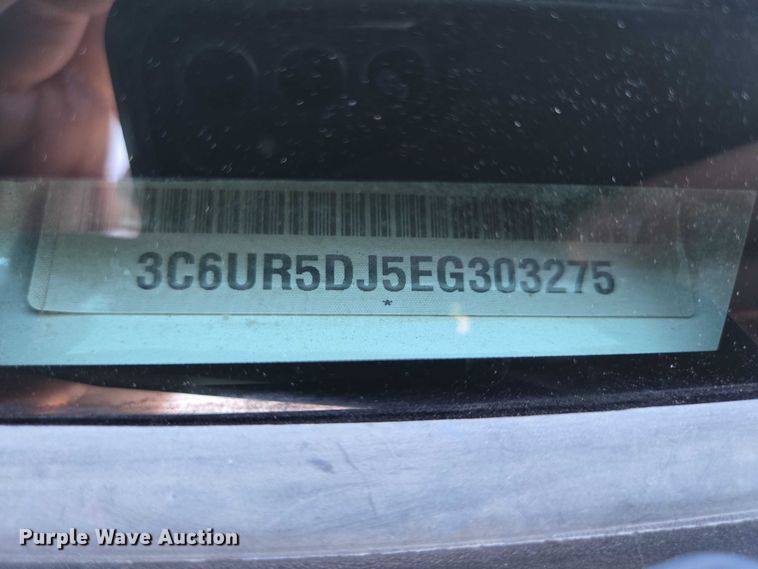 3C6UR5DJ5EG303275
*
Purple Wave Auction